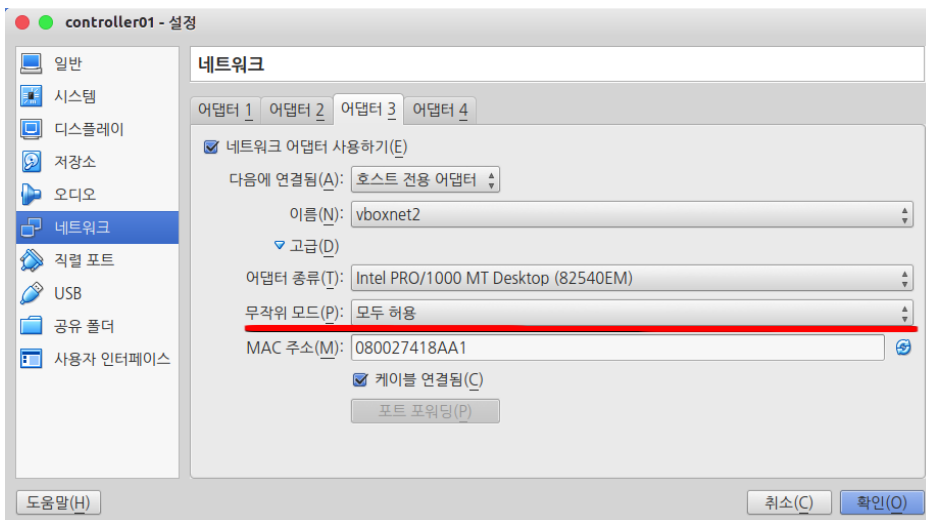 controller01 - 설정
일반
시스템
디스플레이
저장소
오디오
네트워크
직렬 포트
USB
공유 폴더
사용자 인터페이스
네트워크
어댑터 1 어댑터 2 어댑터 3 어댑터 4
네트워크 어댑터 사용하기(E)
다음에 연결됨(A): 호스트 전용 어댑터
이름(N): vboxnet2
고급(D)
어댑터 종류(T): Intel PRO/1000 MT Desktop (82540EM)
무작위 모드(P): 모두 허용
MAC 주소(M): 080027418AA1
케이블 연결됨(C)
포트 포워딩(P)
도움말(H) 취소(C) 확인(O)